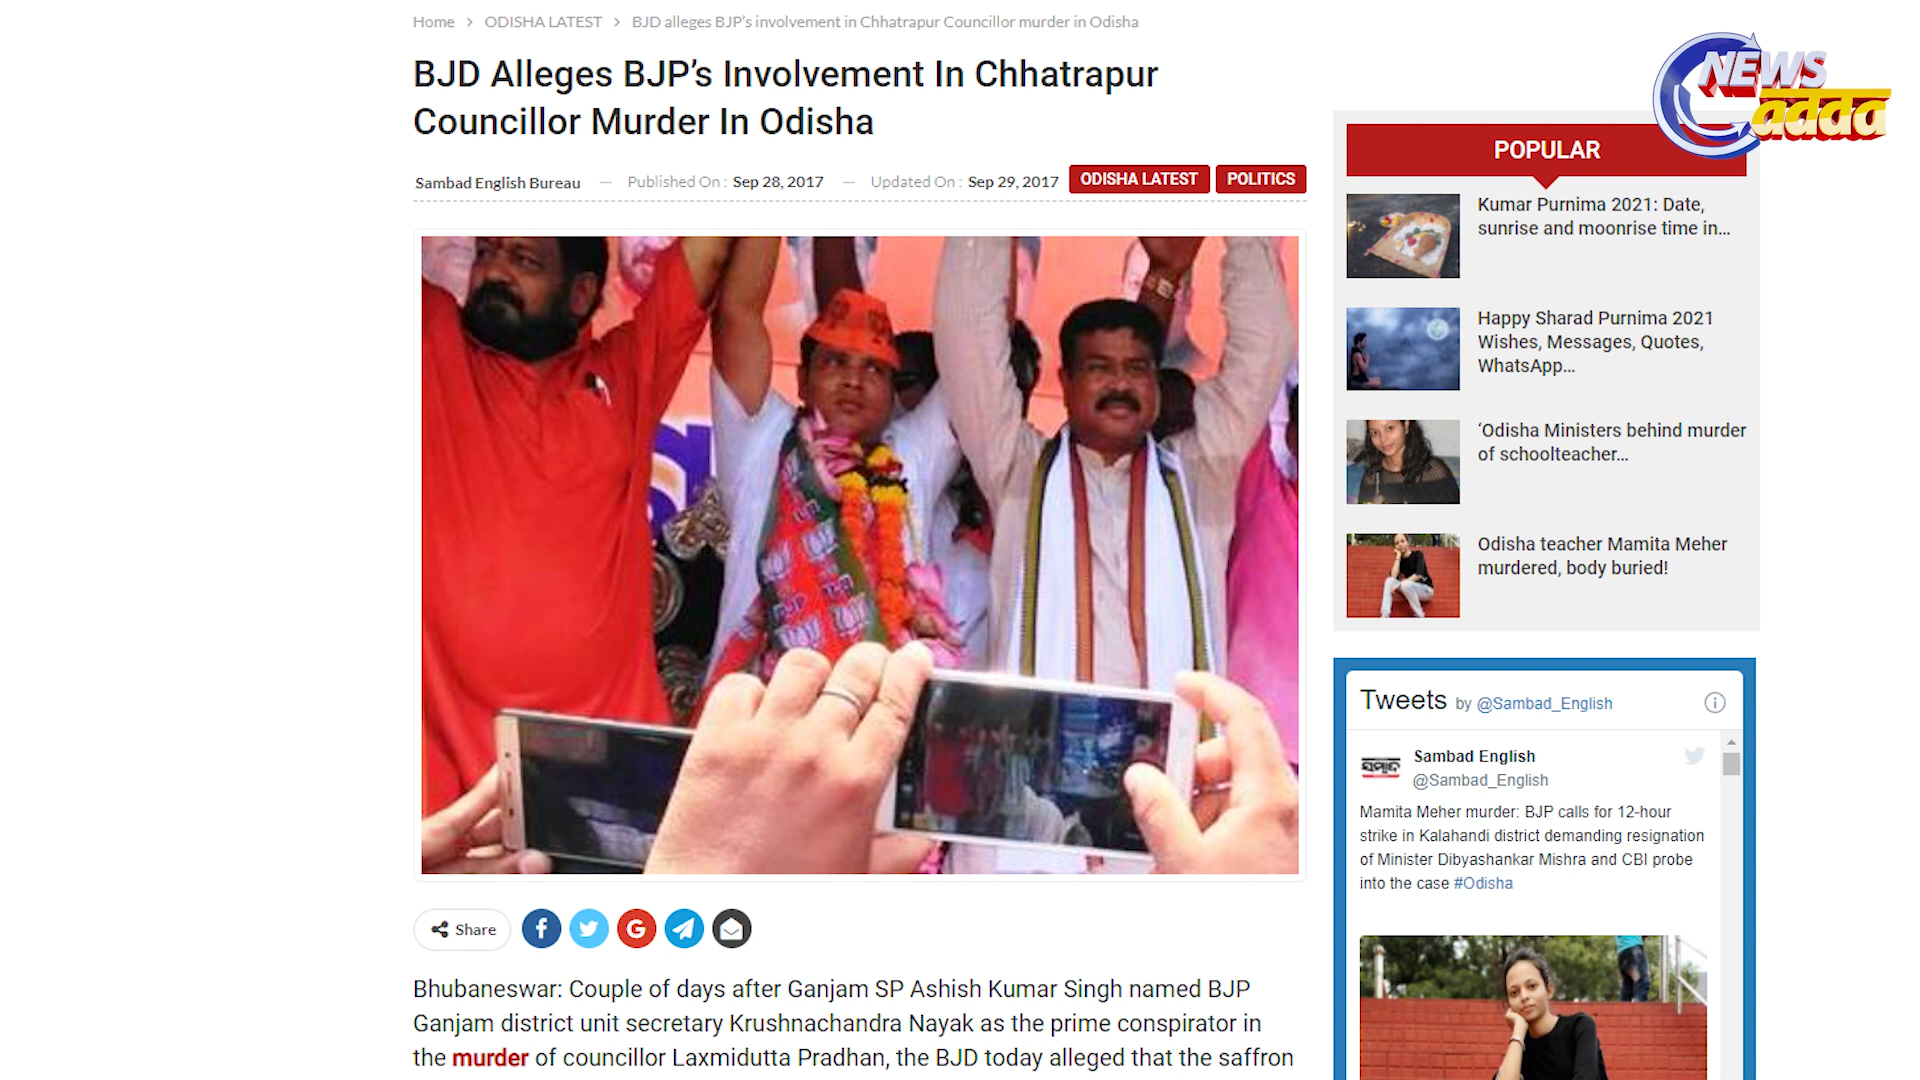 Home > ODISHA LATEST > BJD alleges BJP's involvement in Chhatrapur Councillor murder in Odisha
BJD Alleges BJP's Involvement In Chhatrapur
Councillor Murder In Odisha
Sambad English Bureau — Published On : Sep 28, 2017 — Updated On : Sep 29, 2017 ODISHA LATEST POLITICS
BJP
Share
Bhubaneswar: Couple of days after Ganjam SP Ashish Kumar Singh named BJP
Ganjam district unit secretary Krushnachandra Nayak as the prime conspirator in
the murder of councillor Laxmidutta Pradhan, the BJD today alleged that the saffron
NEWS
adda
POPULAR
Kumar Purnima 2021: Date,
sunrise and moonrise time in...
Happy Sharad Purnima 2021
Wishes, Messages, Quotes,
WhatsApp...
‘Odisha Ministers behind murder
of schoolteacher...
Odisha teacher Mamita Meher
murdered, body buried!
Tweets by @Sambad_English
ସମ୍ବାଦ
Sambad English
@Sambad_English
Mamita Meher murder: BJP calls for 12-hour
strike in Kalahandi district demanding resignation
of Minister Dibyashankar Mishra and CBI probe
into the case #Odisha